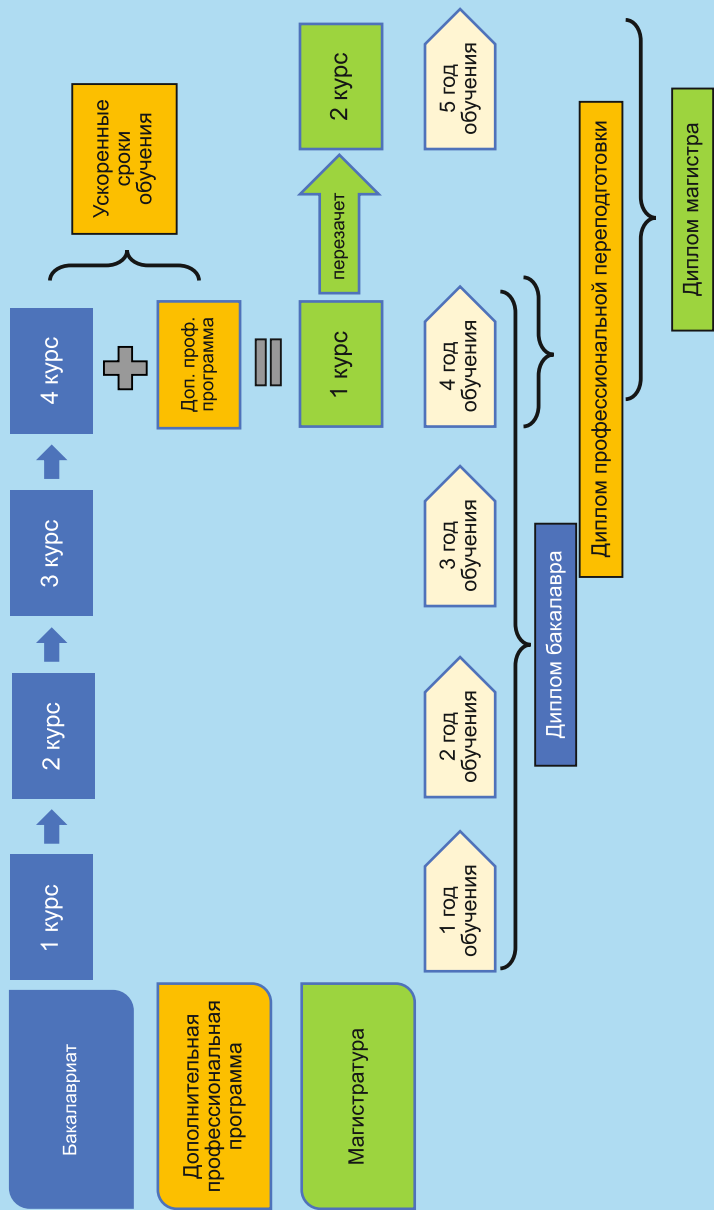 Бакалавриат
1 курс
2 курс
3 курс
4 курс
Ускоренные
сроки
обучения
Дополнительная
профессиональная
программа
Доп. проф.
программа
Магистратура
1 курс
перезачет
2 курс
1 год
обучения
2 год
обучения
3 год
обучения
4 год
обучения
5 год
обучения
Диплом бакалавра
Диплом профессиональной переподготовки
Диплом магистра